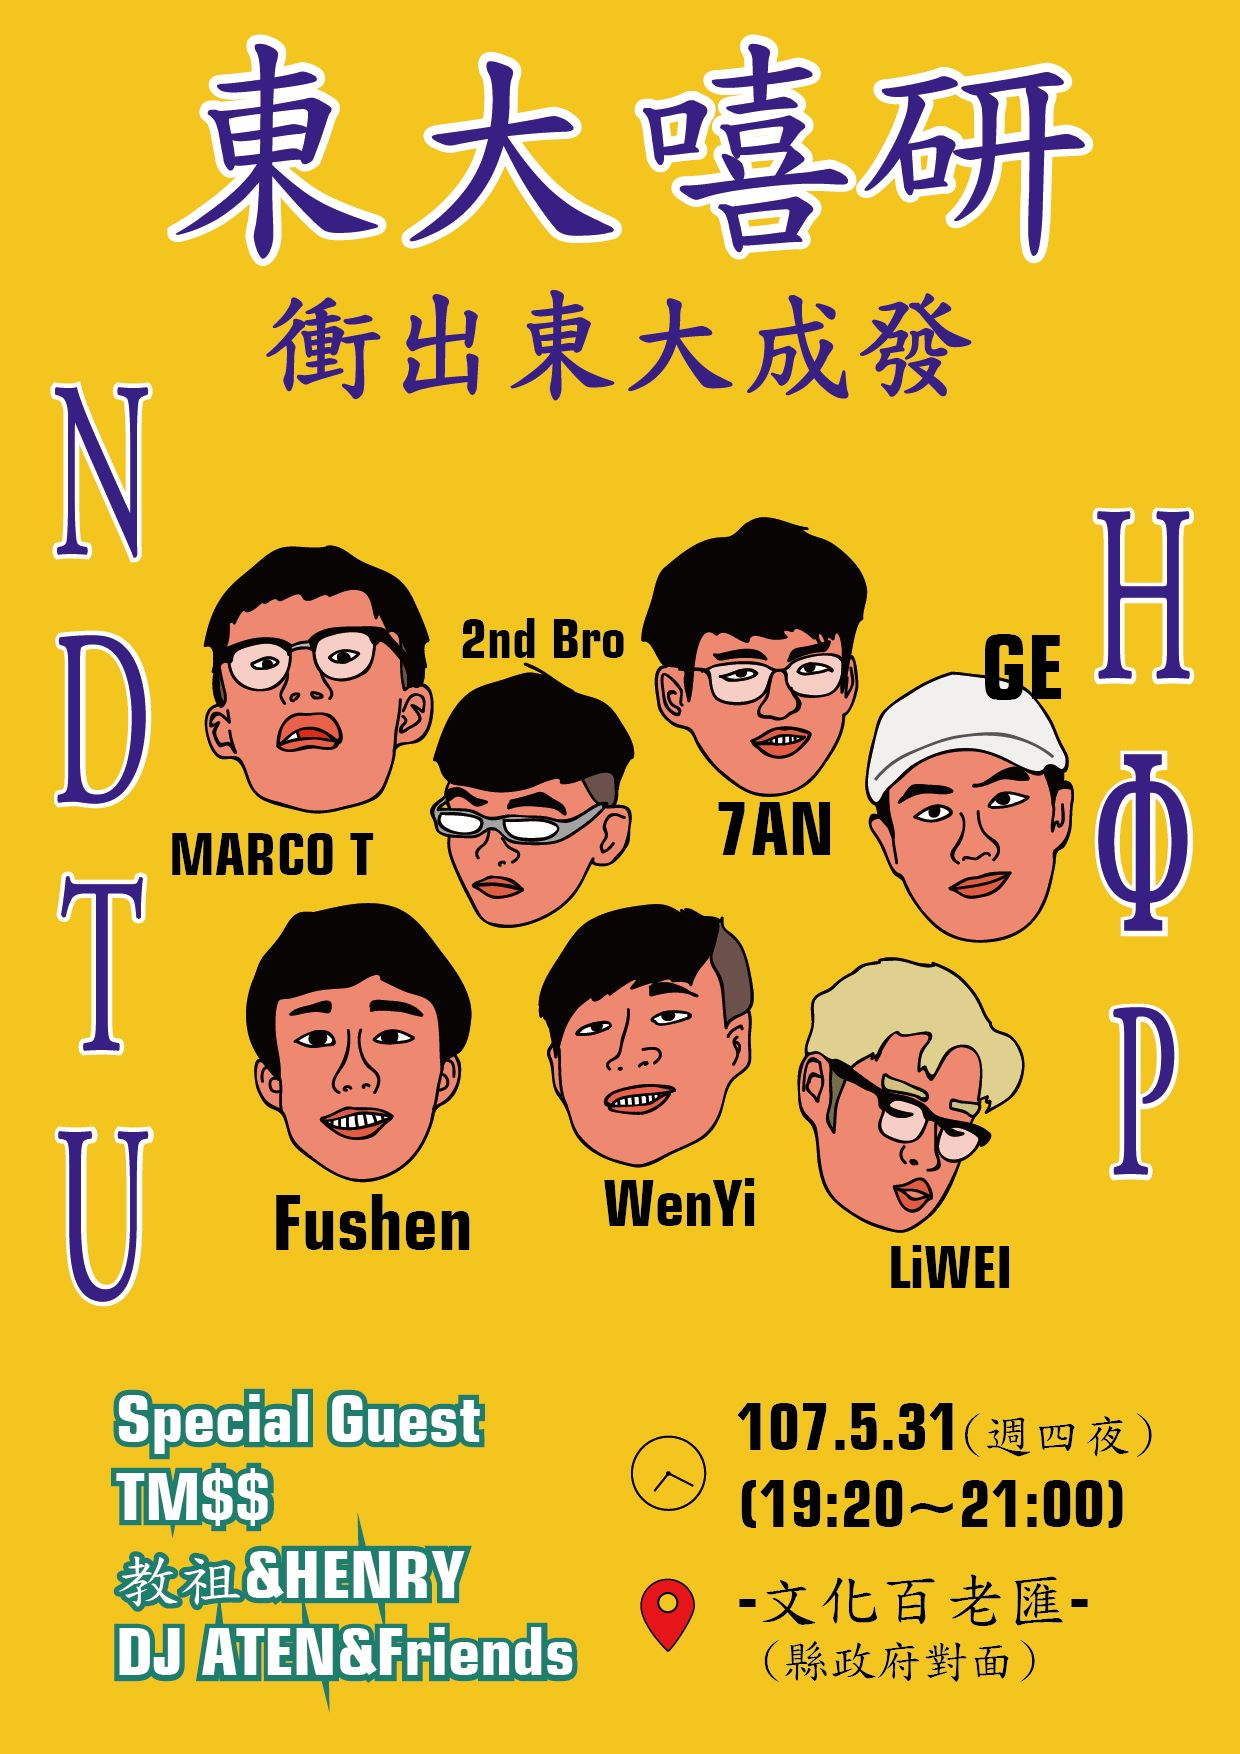 東大嘻研
衝出東大成發
NDTU
HΦP
2nd Bro
GE
MARCO T
7AN
Fushen
WenYi
LiWEI
Special Guest
TM$$
教祖&HENRY
DJ ATEN&Friends
107.5.31(週四夜)
(19:20~21:00)
-文化百老匯-
(縣政府對面)